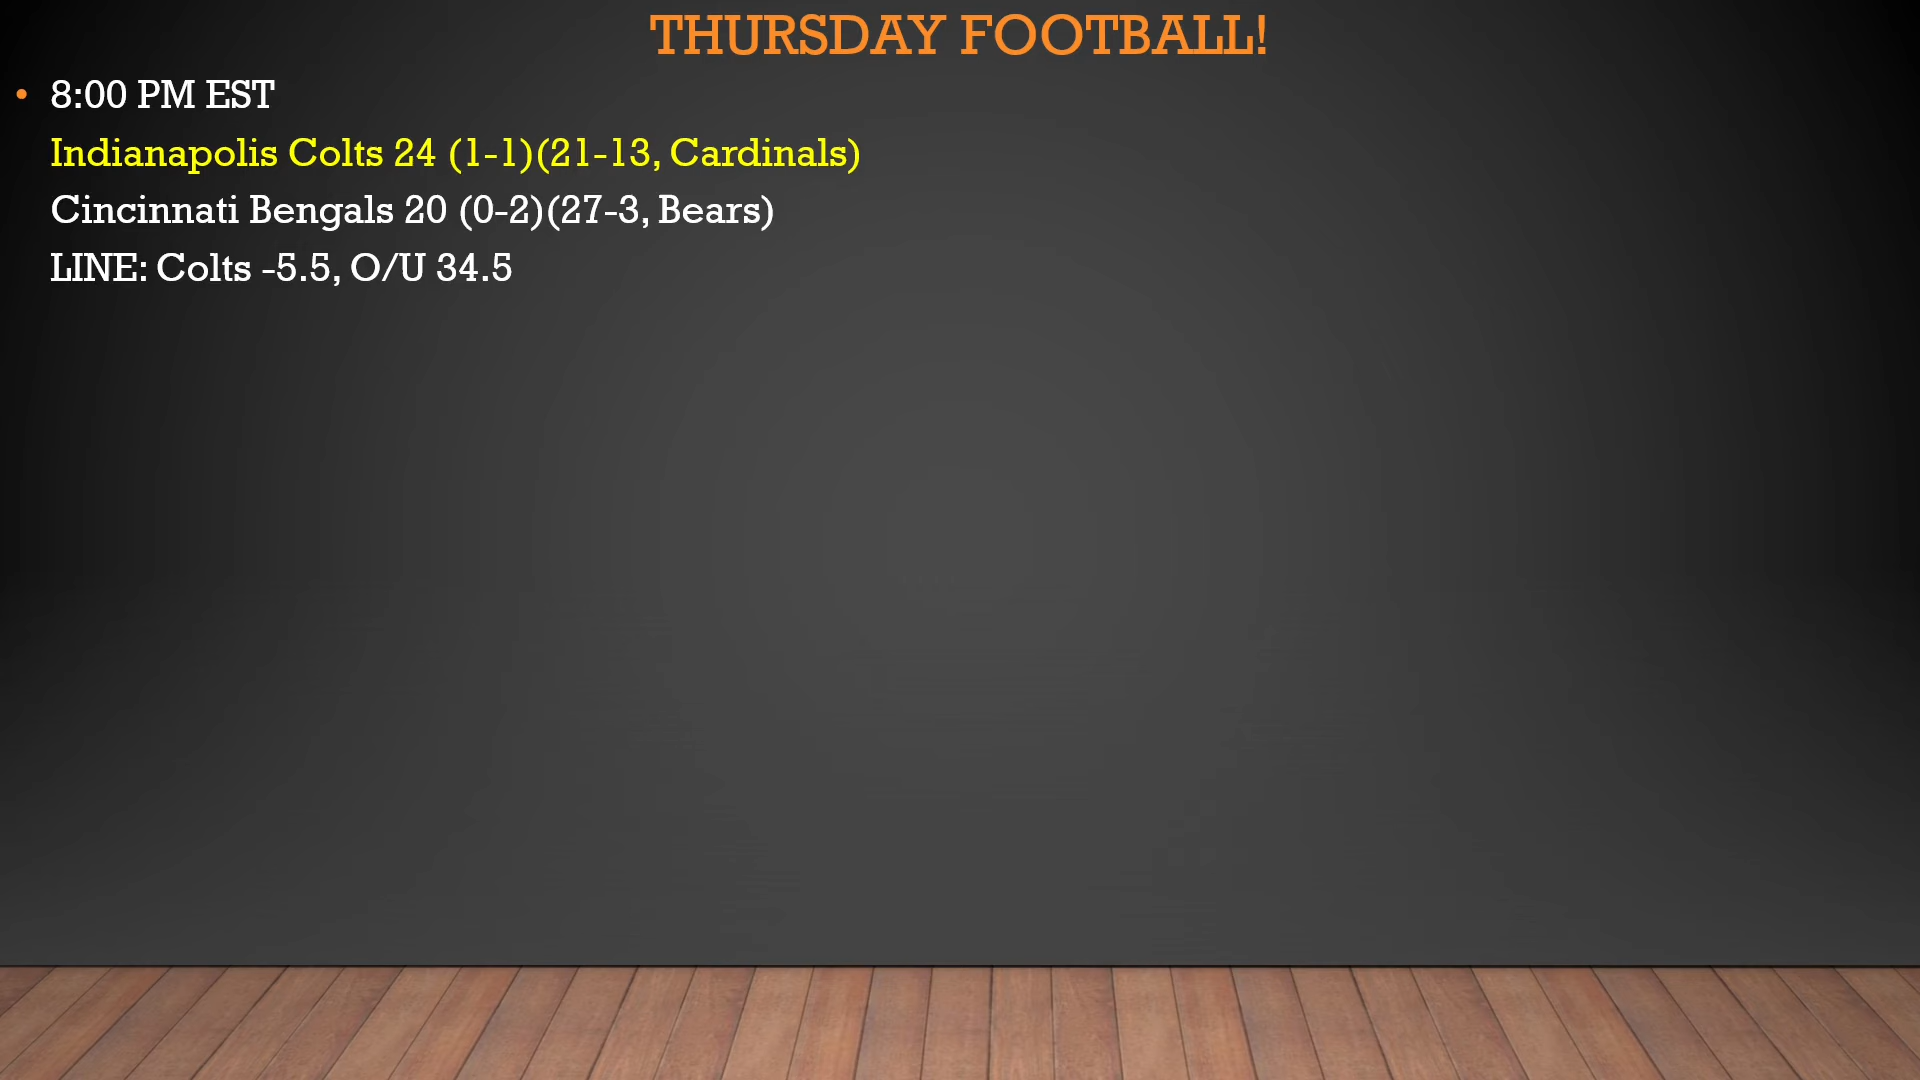 THURSDAY FOOTBALL!
• 8:00 PM EST
Indianapolis Colts 24 (1-1)(21-13, Cardinals)
Cincinnati Bengals 20 (0-2)(27-3, Bears)
LINE: Colts -5.5, O/U 34.5